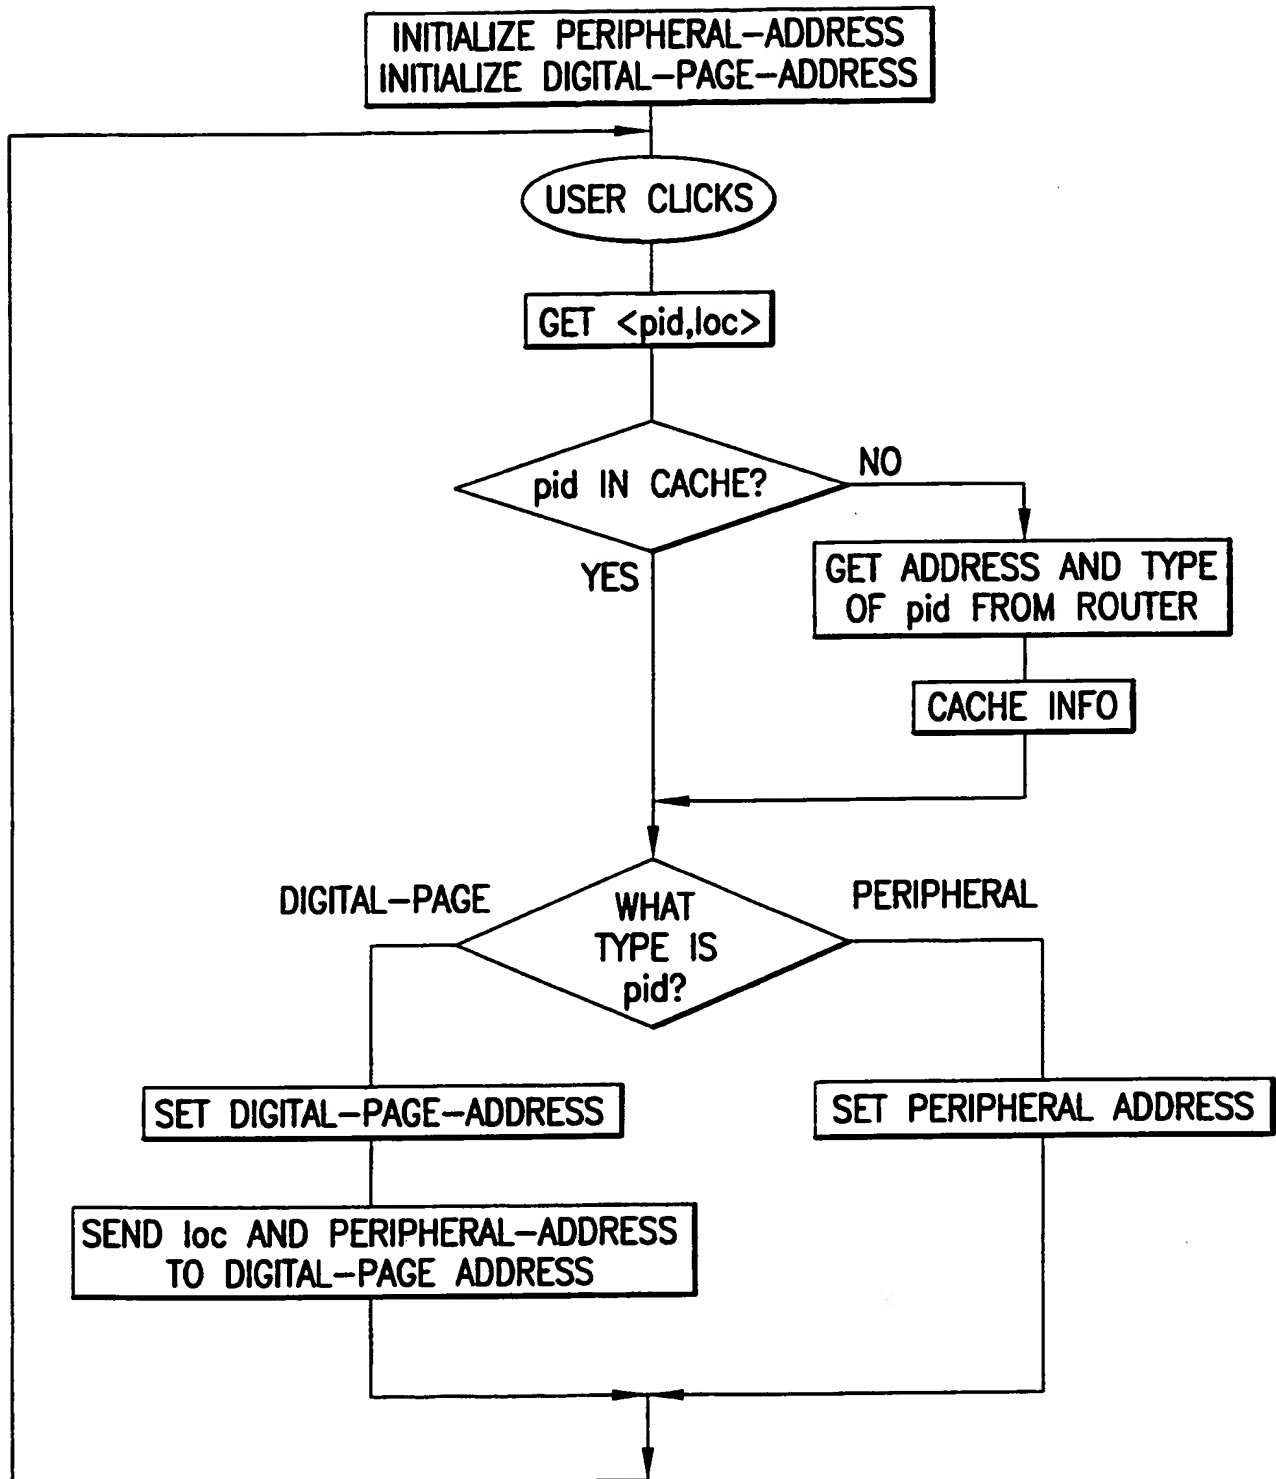 INITIALIZE PERIPHERAL-ADDRESS
INITIALIZE DIGITAL-PAGE-ADDRESS
USER CLICKS
GET <pid,loc>
pid IN CACHE?
NO
YES
GET ADDRESS AND TYPE
OF pid FROM ROUTER
CACHE INFO
DIGITAL-PAGE
WHAT
TYPE IS
pid?
PERIPHERAL
SET DIGITAL-PAGE-ADDRESS
SET PERIPHERAL ADDRESS
SEND loc AND PERIPHERAL-ADDRESS
TO DIGITAL-PAGE ADDRESS